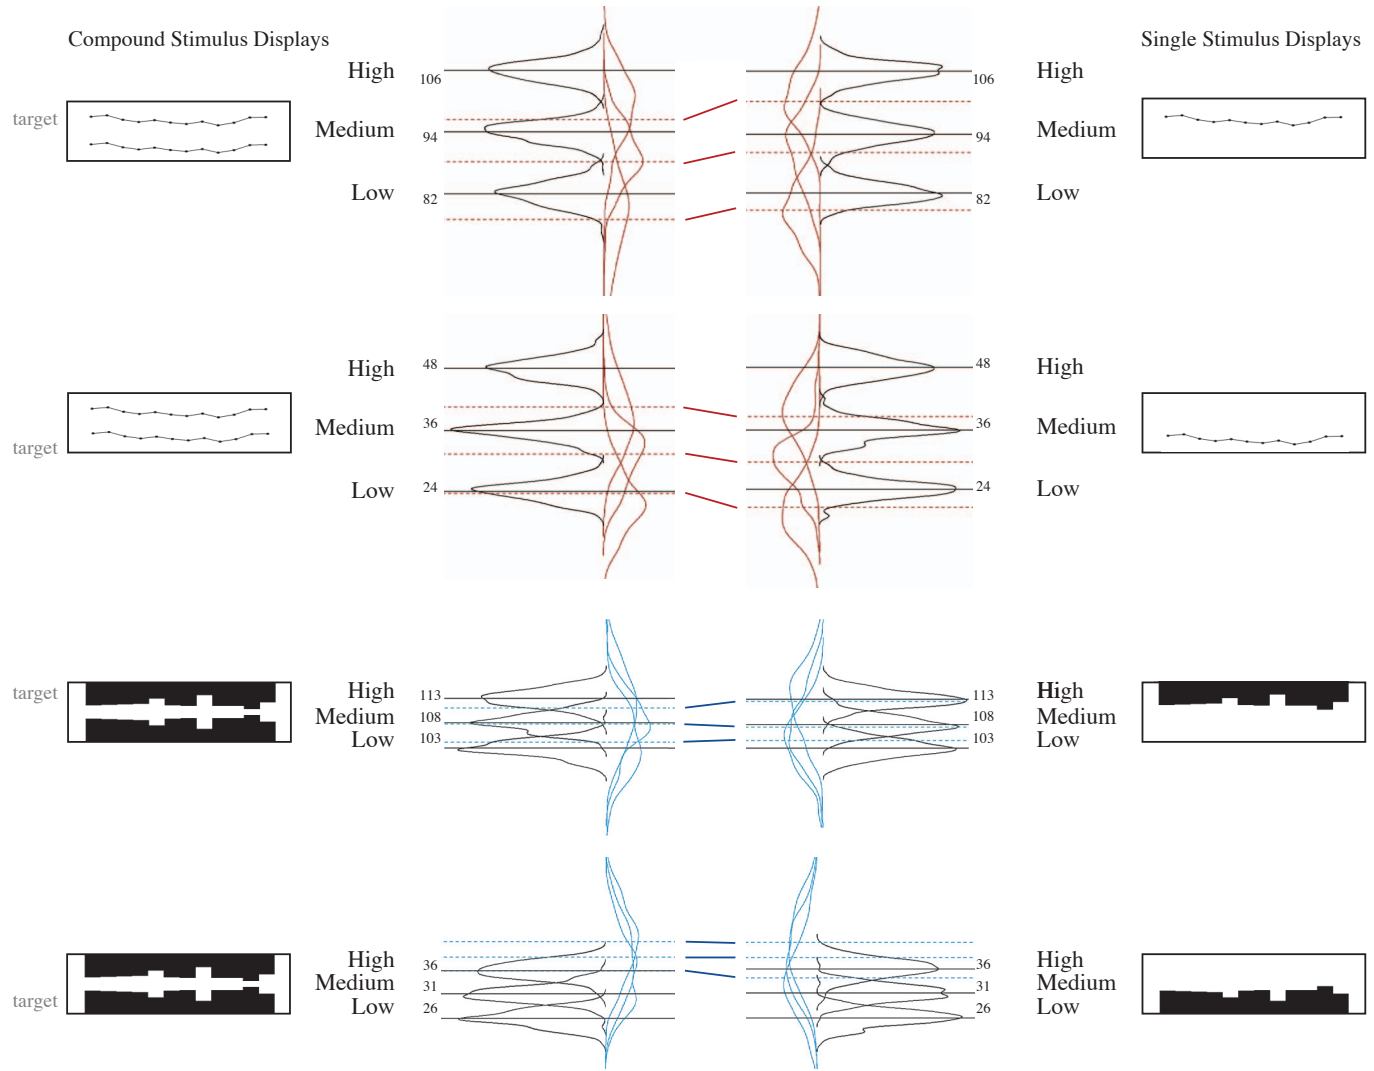 Compound Stimulus Displays
Single Stimulus Displays
High 106 106 High
target Medium 94 94 Medium
Low 82 82 Low
High 48 48 High
Medium 36 36 Medium
target
Low 24 24 Low
target High 113 113 High
Medium 108 108 Medium
Low 103 103 Low
High 36 36 High
Medium 31 31 Medium
target Low 26 26 Low